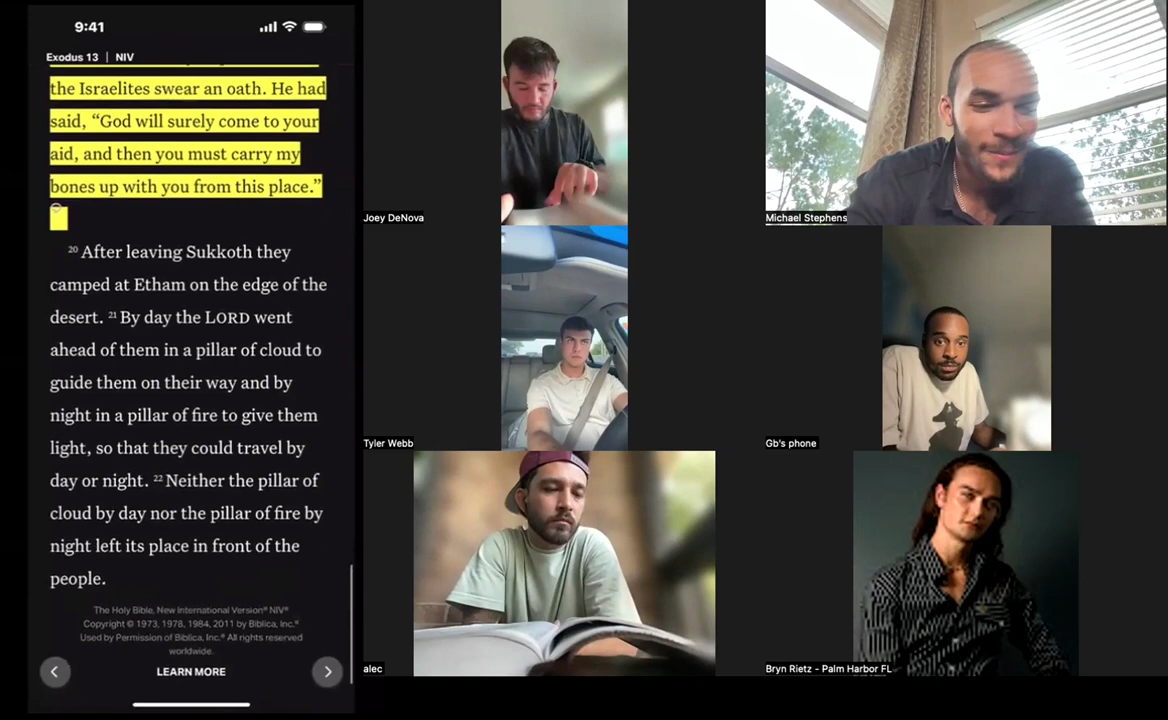 9:41
Exodus 13 | NIV
the Israelites swear an oath. He had
said, “God will surely come to your
aid, and then you must carry my
bones up with you from this place.”
20 After leaving Sukkoth they
camped at Etham on the edge of the
desert. 21 By day the LORD went
ahead of them in a pillar of cloud to
guide them on their way and by
night in a pillar of fire to give them
light, so that they could travel by
day or night. 22 Neither the pillar of
cloud by day nor the pillar of fire by
night left its place in front of the
people.
The Holy Bible, New International Version® NIV®
Copyright © 1973, 1978, 1984, 2011 by Biblica, Inc.®
Used by Permission of Biblica, Inc.® All rights reserved
worldwide.
LEARN MORE
Joey DeNova
Michael Stephens
Tyler Webb
Gb's phone
alec
Bryn Rietz - Palm Harbor FL